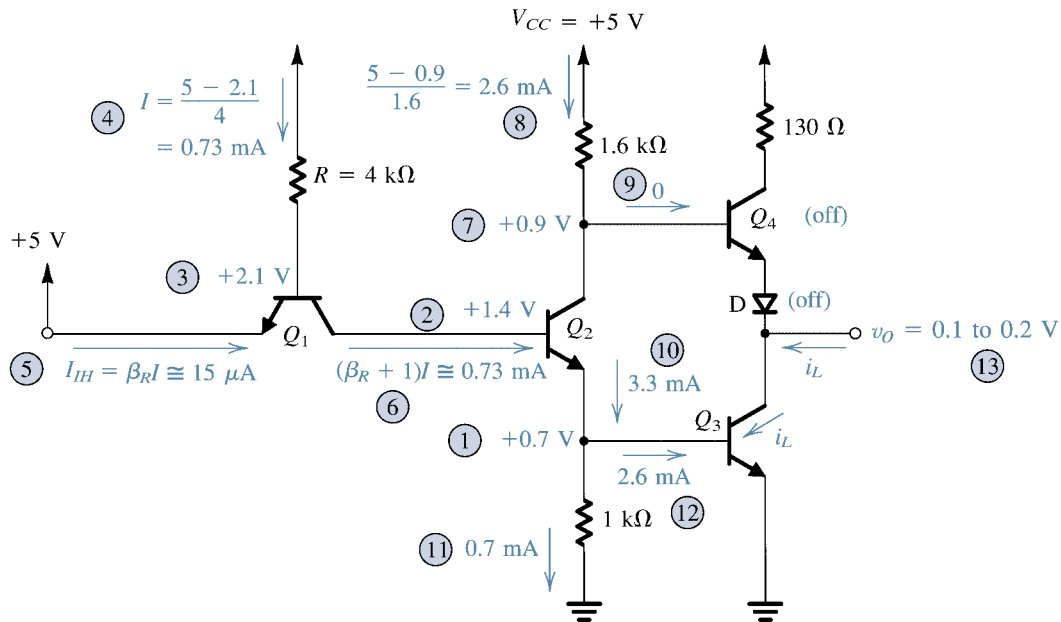 V_CC = +5 V
4
I = (5 − 2.1)/4
= 0.73 mA
(5 − 0.9)/1.6 = 2.6 mA
8
130 Ω
1.6 kΩ
R = 4 kΩ
9
0
Q4
(off)
7
+0.9 V
+5 V
3
+2.1 V
D
(off)
2
+1.4 V
Q2
Q1
v_O = 0.1 to 0.2 V
5
I_IH = β_R I ≅ 15 μA
(β_R + 1)I ≅ 0.73 mA
10
i_L
13
6
3.3 mA
Q3
i_L
1
+0.7 V
2.6 mA
12
1 kΩ
11
0.7 mA